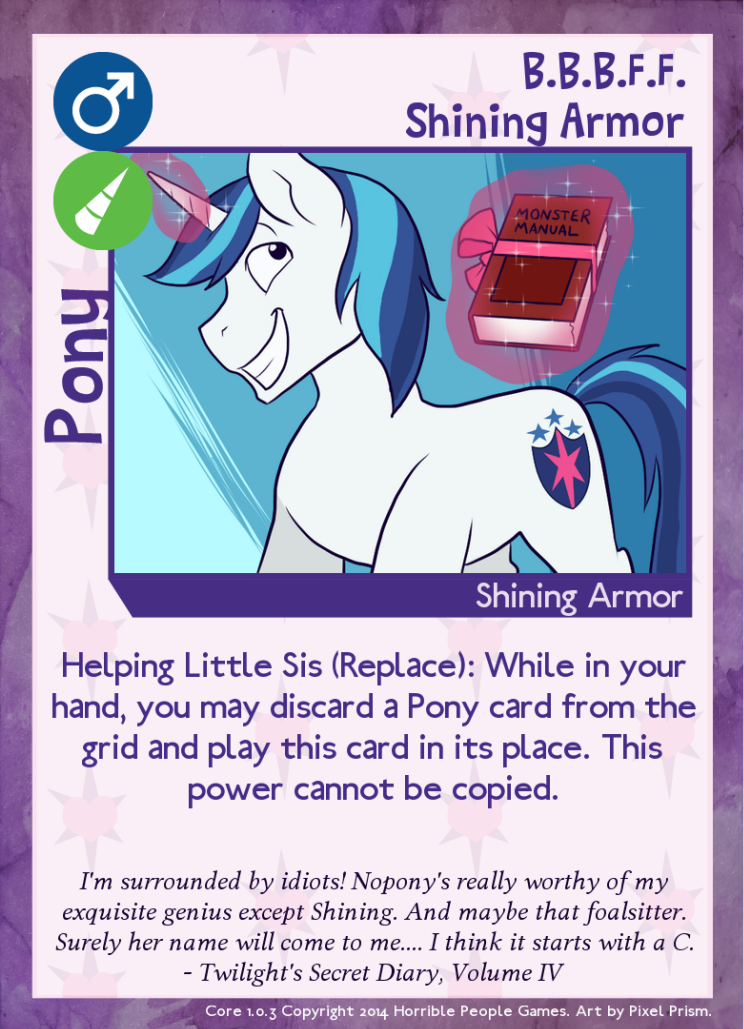 B.B.B.F.F.
Shining Armor
Pony
MONSTER
MANUAL
Shining Armor
Helping Little Sis (Replace): While in your
hand, you may discard a Pony card from the
grid and play this card in its place. This
power cannot be copied.
I'm surrounded by idiots! Nopony's really worthy of my
exquisite genius except Shining. And maybe that foalsitter.
Surely her name will come to me.... I think it starts with a C.
- Twilight's Secret Diary, Volume IV
Core 1.0.3 Copyright 2014 Horrible People Games. Art by Pixel Prism.